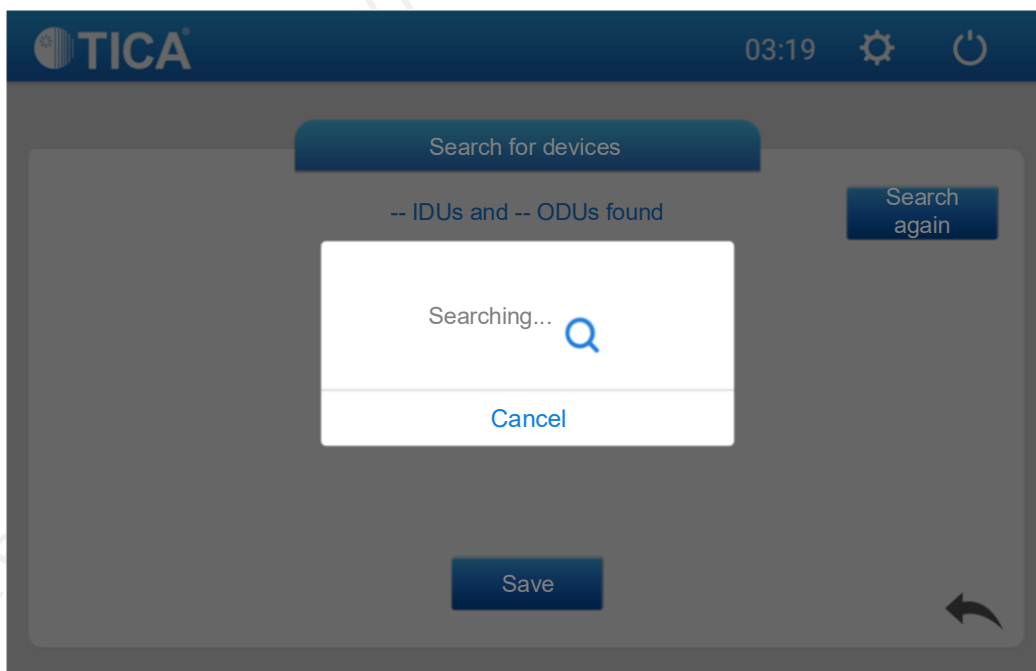 TICA®
03:19
Search for devices
-- IDUs and -- ODUs found
Search
again
Searching...
Cancel
Save